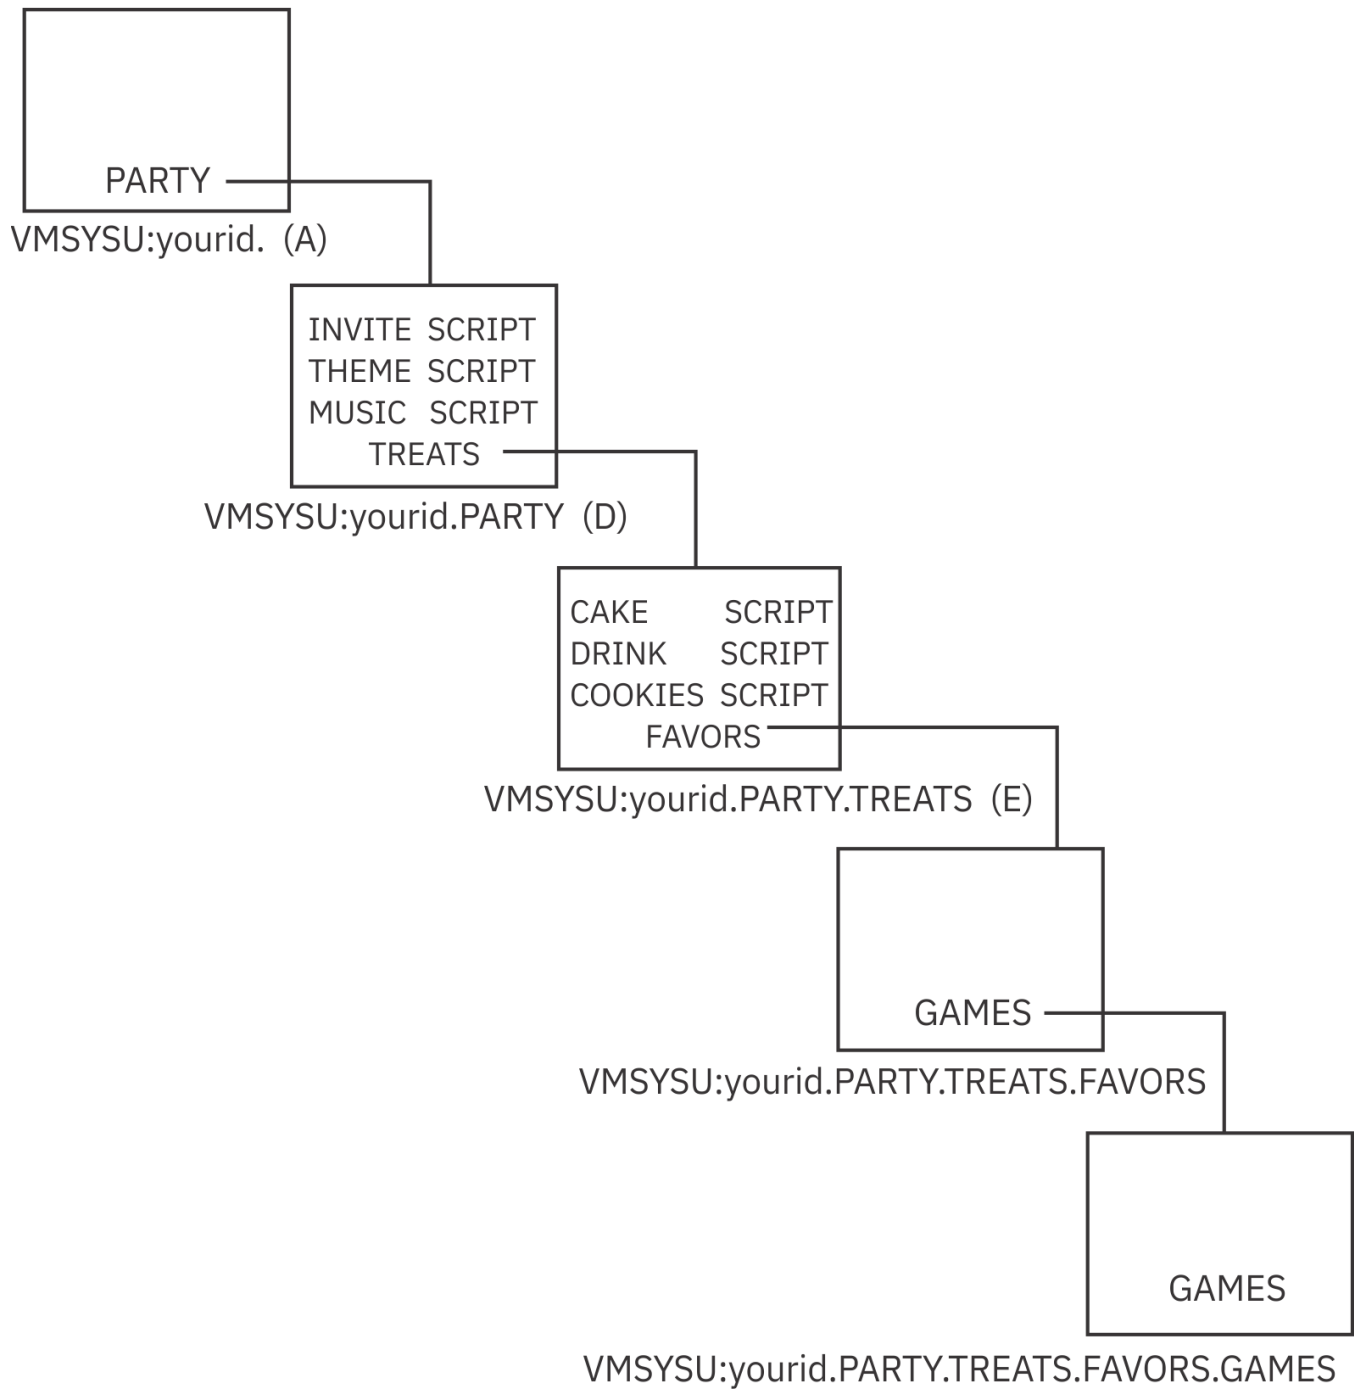 PARTY
VMSYSU:yourid. (A)
INVITE SCRIPT
THEME SCRIPT
MUSIC SCRIPT
TREATS
VMSYSU:yourid.PARTY (D)
CAKE SCRIPT
DRINK SCRIPT
COOKIES SCRIPT
FAVORS
VMSYSU:yourid.PARTY.TREATS (E)
GAMES
VMSYSU:yourid.PARTY.TREATS.FAVORS
GAMES
VMSYSU:yourid.PARTY.TREATS.FAVORS.GAMES